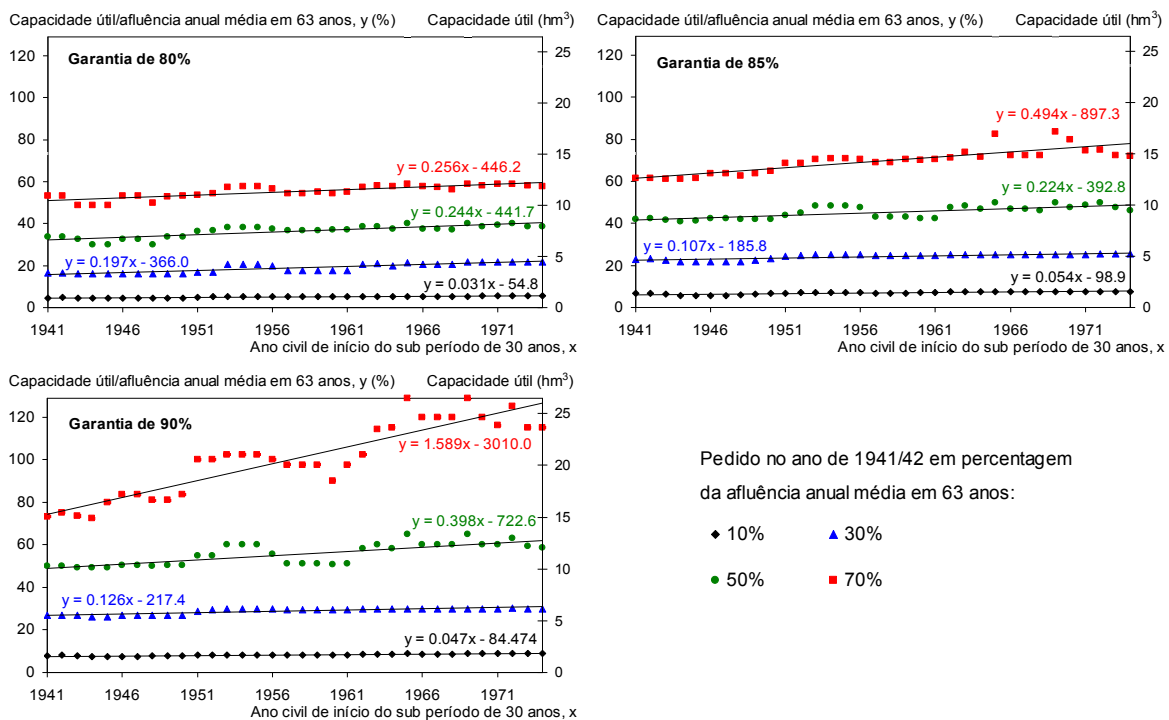 Capacidade útil/afluência anual média em 63 anos, y (%) Capacidade útil (hm³)
Garantia de 80%
120
100
80
60
40
20
0
25
20
15
10
5
0
y = 0.256x - 446.2
y = 0.244x - 441.7
y = 0.197x - 366.0
y = 0.031x - 54.8
1941 1946 1951 1956 1961 1966 1971
Ano civil de início do sub período de 30 anos, x
Capacidade útil/afluência anual média em 63 anos, y (%) Capacidade útil (hm³)
Garantia de 85%
120
100
80
60
40
20
0
25
20
15
10
5
0
y = 0.494x - 897.3
y = 0.224x - 392.8
y = 0.107x - 185.8
y = 0.054x - 98.9
1941 1946 1951 1956 1961 1966 1971
Ano civil de início do sub período de 30 anos, x
Capacidade útil/afluência anual média em 63 anos, y (%) Capacidade útil (hm³)
Garantia de 90%
120
100
80
60
40
20
0
25
20
15
10
5
0
y = 1.589x - 3010.0
y = 0.398x - 722.6
y = 0.126x - 217.4
y = 0.047x - 84.474
1941 1946 1951 1956 1961 1966 1971
Ano civil de início do sub período de 30 anos, x
Pedido no ano de 1941/42 em percentagem
da afluência anual média em 63 anos:
10% 30%
50% 70%